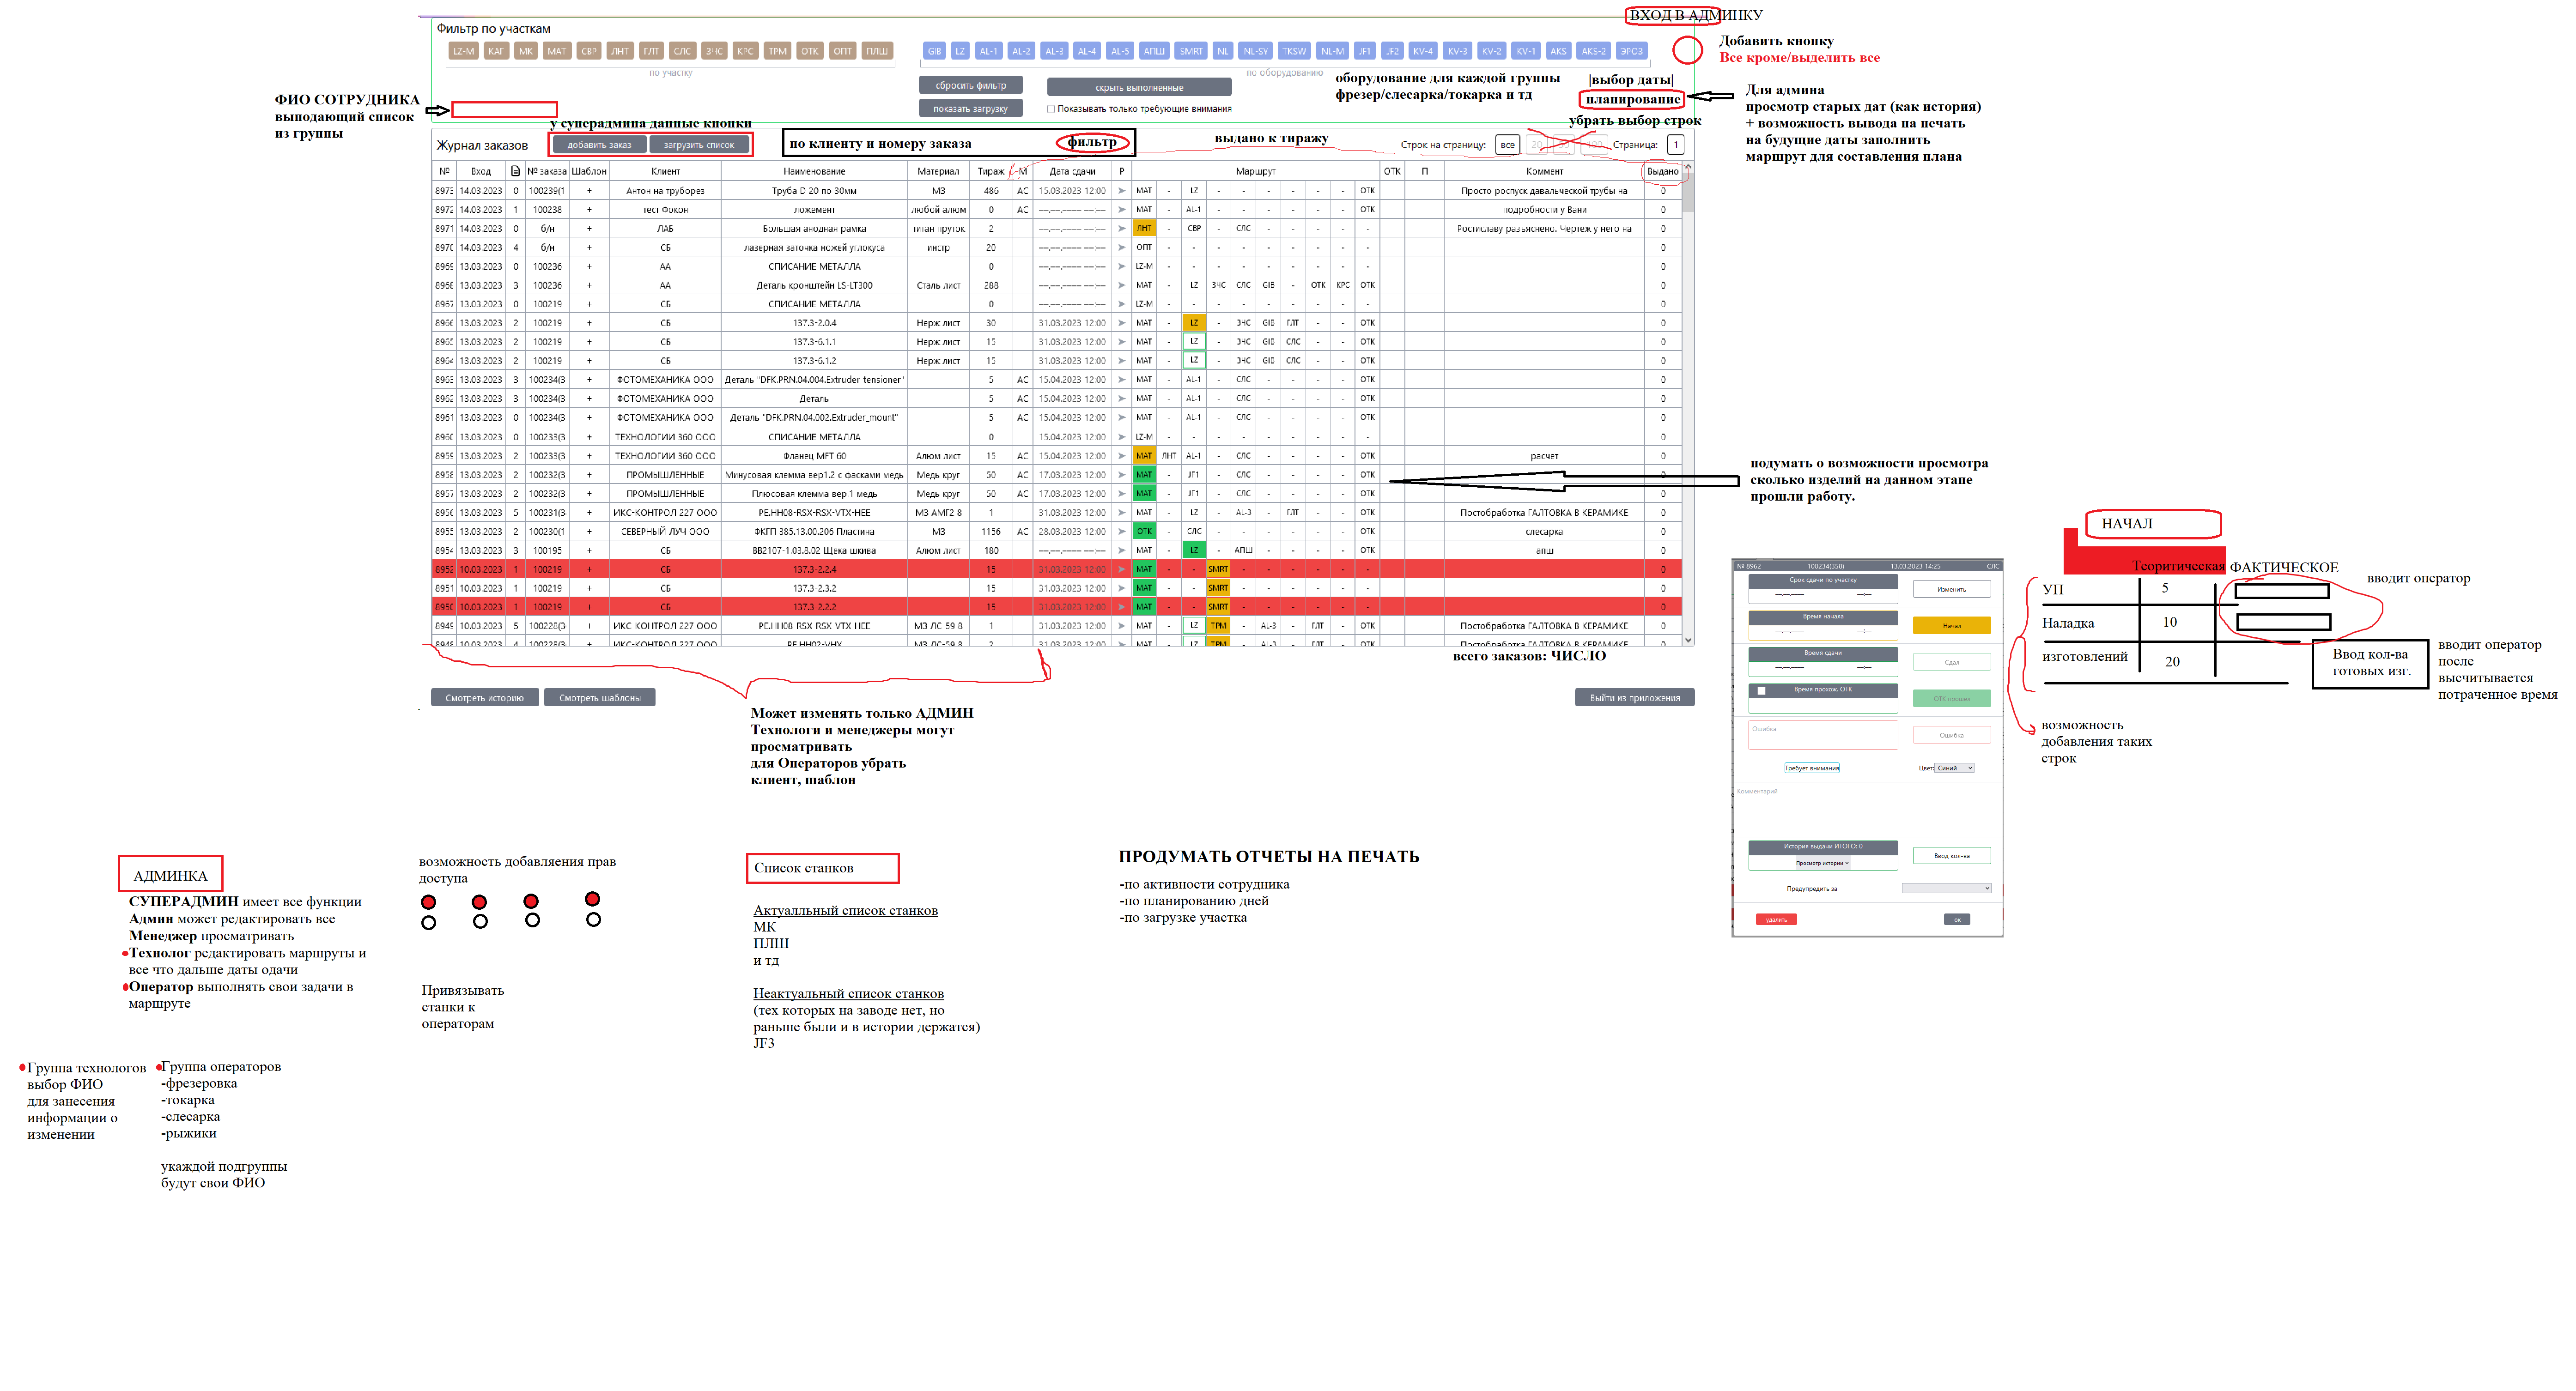 ВХОД В АДМИНКУ
Фильтр по участкам
LZ-M КАГ МК МАТ СВР ЛНТ ГЛТ СЛС ЗЧС КРС ТРМ ОТК ОПТ ПЛШ
по участку
GIB LZ AL-1 AL-2 AL-3 AL-4 AL-5 АПШ SMRT NL NL-SY TKSW NL-M JF1 JF2 KV-4 KV-3 KV-2 KV-1 AKS AKS-2 ЭРОЗ
по оборудованию
Добавить кнопку
Все кроме/выделить все
сбросить фильтр
скрыть выполненные
показать загрузку
Показывать только требующие внимания
оборудование для каждой группы
фрезер/слесарка/токарка и тд
|выбор даты|
планирование
Для админа
просмотр старых дат (как история)
+ возможность вывода на печать
на будущие даты заполнить
маршрут для составления плана
ФИО СОТРУДНИКА
выподающий список
из группы
у суперадмина данные кнопки
убрать выбор строк
Журнал заказов
добавить заказ
загрузить список
по клиенту и номеру заказа
фильтр
выдано к тиражу
Строк на страницу: все 20
Страница: 1
№ Вход № заказа Шаблон Клиент Наименование Материал Тираж М Дата сдачи Р Маршрут ОТК П Коммент Выдано
8973 14.03.2023 0 100239(1 + Антон на труборез Труба D 20 по 30мм М3 486 АС 15.03.2023 12:00 МАТ - LZ - - - - - - ОТК Просто роспуск давальческой трубы на 0
8972 14.03.2023 1 100238 + тест Фокон ложемент любой алюм 0 АС --.--.---- --:-- МАТ - AL-1 - - - - - - ОТК подробности у Вани 0
8971 14.03.2023 0 б/н + ЛАБ Большая анодная рамка титан пруток 2 --.--.---- --:-- ЛНТ - СВР - СЛС - - - - - Ростиславу разъяснено. Чертеж у него на 0
8970 14.03.2023 4 б/н + СБ лазерная заточка ножей углокуса инстр 20 --.--.---- --:-- ОПТ - - - - - - - - - 0
8969 13.03.2023 0 100236 + АА СПИСАНИЕ МЕТАЛЛА 0 --.--.---- --:-- LZ-M - - - - - - - - - 0
8968 13.03.2023 3 100236 + АА Деталь кронштейн LS-LT300 Сталь лист 288 --.--.---- --:-- МАТ - LZ ЗЧС СЛС GIB - ОТК КРС ОТК 0
8967 13.03.2023 0 100219 + СБ СПИСАНИЕ МЕТАЛЛА 0 --.--.---- --:-- LZ-M - - - - - - - - - 0
8966 13.03.2023 2 100219 + СБ 137.3-2.0.4 Нерж лист 30 31.03.2023 12:00 МАТ - LZ - ЗЧС GIB ГЛТ - - ОТК 0
8965 13.03.2023 2 100219 + СБ 137.3-6.1.1 Нерж лист 15 31.03.2023 12:00 МАТ - LZ - ЗЧС GIB СЛС - - ОТК 0
8964 13.03.2023 2 100219 + СБ 137.3-6.1.2 Нерж лист 15 31.03.2023 12:00 МАТ - LZ - ЗЧС GIB СЛС - - ОТК 0
8963 13.03.2023 3 100234(3 + ФОТОМЕХАНИКА ООО Деталь "DFK.PRN.04.004.Extruder_tensioner" 5 АС 15.04.2023 12:00 МАТ - AL-1 - СЛС - - - - ОТК 0
8962 13.03.2023 3 100234(3 + ФОТОМЕХАНИКА ООО Деталь 5 АС 15.04.2023 12:00 МАТ - AL-1 - СЛС - - - - ОТК 0
8961 13.03.2023 0 100234(3 + ФОТОМЕХАНИКА ООО Деталь "DFK.PRN.04.002.Extruder_mount" 5 АС 15.04.2023 12:00 МАТ - AL-1 - СЛС - - - - ОТК 0
8960 13.03.2023 0 100233(3 + ТЕХНОЛОГИИ 360 ООО СПИСАНИЕ МЕТАЛЛА 0 15.04.2023 12:00 LZ-M - - - - - - - - - 0
8959 13.03.2023 2 100233(3 + ТЕХНОЛОГИИ 360 ООО Фланец MFT 60 Алюм лист 15 АС 15.04.2023 12:00 МАТ ЛНТ AL-1 - СЛС - - - - ОТК расчет 0
8958 13.03.2023 2 100232(3 + ПРОМЫШЛЕННЫЕ Минусовая клемма вер1.2 с фасками медь Медь круг 50 АС 17.03.2023 12:00 МАТ - JF1 - СЛС - - - - ОТК 0
8957 13.03.2023 2 100232(3 + ПРОМЫШЛЕННЫЕ Плюсовая клемма вер.1 медь Медь круг 50 АС 17.03.2023 12:00 МАТ - JF1 - СЛС - - - - ОТК 0
8956 13.03.2023 5 100231(3 + ИКС-КОНТРОЛ 227 ООО PE.HH08-RSX-RSX-VTX-HEE М3 АМГ2 8 1 31.03.2023 12:00 МАТ - LZ - AL-3 - ГЛТ - - ОТК Постобработка ГАЛТОВКА В КЕРАМИКЕ 0
8955 13.03.2023 2 100230(1 + СЕВЕРНЫЙ ЛУЧ ООО ФКГП 385.13.00.206 Пластина М3 1156 АС 28.03.2023 12:00 ОТК - СЛС - - - - - - ОТК слесарка 0
8954 13.03.2023 3 100195 + СБ ВВ2107-1.03.8.02 Щека шкива Алюм лист 180 --.--.---- --:-- МАТ - LZ - АПШ - - - - ОТК апш 0
8952 10.03.2023 1 100219 + СБ 137.3-2.2.4 15 31.03.2023 12:00 МАТ - - SMRT - - - - - - 0
8951 10.03.2023 1 100219 + СБ 137.3-2.3.2 15 31.03.2023 12:00 МАТ - - SMRT - - - - - - 0
8950 10.03.2023 1 100219 + СБ 137.3-2.2.2 15 31.03.2023 12:00 МАТ - - SMRT - - - - - - 0
8949 10.03.2023 5 100228(3 + ИКС-КОНТРОЛ 227 ООО PE.HH08-RSX-RSX-VTX-HEE М3 ЛС-59 8 1 31.03.2023 12:00 МАТ - LZ ТРМ - AL-3 - ГЛТ - ОТК Постобработка ГАЛТОВКА В КЕРАМИКЕ 0
8948 10.03.2023 4 100228(3 + ИКС-КОНТРОЛ 227 ООО PE.HH02-VHX М3 ЛС-59 8 2 31.03.2023 12:00 МАТ - LZ ТРМ - AL-3 - ГЛТ - ОТК Постобработка ГАЛТОВКА В КЕРАМИКЕ 0
всего заказов: ЧИСЛО
Смотреть историю
Смотреть шаблоны
Выйти из приложения
подумать о возможности просмотра
сколько изделий на данном этапе
прошли работу.
Может изменять только АДМИН
Технологи и менеджеры могут
просматривать
для Операторов убрать
клиент, шаблон
№ 8962 100234(358) 13.03.2023 14:25 СЛС
Срок сдачи по участку
--.--.---- --:--
Изменить
Время начала
--.--.---- --:--
Начал
Время сдачи
--.--.---- --:--
Сдал
Время прохож. ОТК
ОТК прошел
Ошибка
Ошибка
Требует внимания
Цвет: Синий
Комментарий
История выдачи ИТОГО: 0
Просмотр истории
Ввод кол-ва
Предупредить за
удалить
ок
НАЧАЛ
Теоритическая ФАКТИЧЕСКОЕ
вводит оператор
УП 5
Наладка 10
изготовлений 20
Ввод кол-ва
готовых изг.
вводит оператор
после
высчитывается
потраченное время
возможность
добавления таких
строк
АДМИНКА
СУПЕРАДМИН имеет все функции
Админ может редактировать все
Менеджер просматривать
Технолог редактировать маршруты и
все что дальше даты одачи
Оператор выполнять свои задачи в
маршруте
возможность добавляения прав
доступа
Привязывать
станки к
операторам
Список станков
Актуалльный список станков
МК
ПЛШ
и тд
Неактуальный список станков
(тех которых на заводе нет, но
раньше были и в истории держатся)
JF3
ПРОДУМАТЬ ОТЧЕТЫ НА ПЕЧАТЬ
-по активности сотрудника
-по планированию дней
-по загрузке участка
Группа технологов
выбор ФИО
для занесения
информации о
изменении
Группа операторов
-фрезеровка
-токарка
-слесарка
-рыжики
укаждой подгруппы
будут свои ФИО